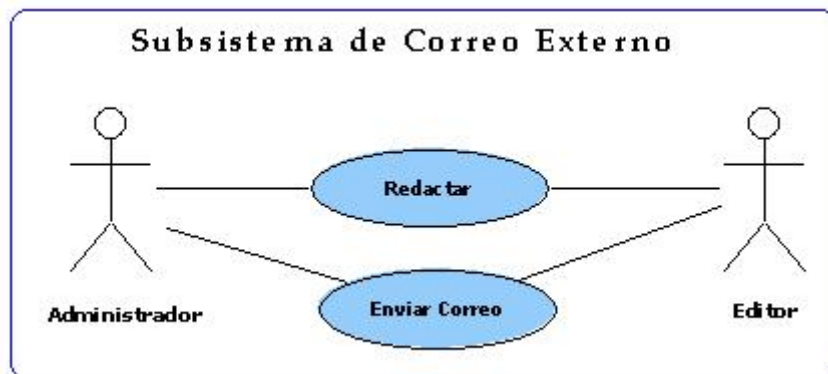 Subsistema de Correo Externo
Redactar
Enviar Correo
Administrador
Editor